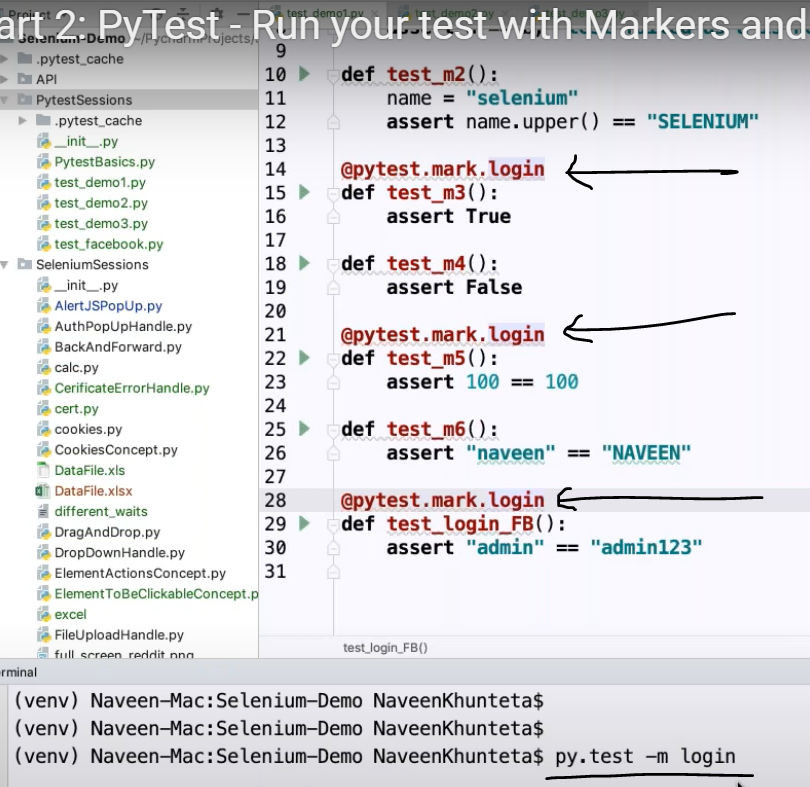 art 2: PyTest - Run your test with Markers and
Selenium-Demo ~/PycharmProjects/
.pytest_cache
API
PytestSessions
.pytest_cache
__init__.py
PytestBasics.py
test_demo1.py
test_demo2.py
test_demo3.py
test_facebook.py
SeleniumSessions
__init__.py
AlertJSPopUp.py
AuthPopUpHandle.py
BackAndForward.py
calc.py
CerificateErrorHandle.py
cert.py
cookies.py
CookiesConcept.py
DataFile.xls
DataFile.xlsx
different_waits
DragAndDrop.py
DropDownHandle.py
ElementActionsConcept.py
ElementToBeClickableConcept.p
excel
FileUploadHandle.py
full_screen_reddit.png
test_demo1.py test_demo2.py test_demo3.py
9
10 def test_m2():
11 name = "selenium"
12 assert name.upper() == "SELENIUM"
13
14 @pytest.mark.login
15 def test_m3():
16 assert True
17
18 def test_m4():
19 assert False
20
21 @pytest.mark.login
22 def test_m5():
23 assert 100 == 100
24
25 def test_m6():
26 assert "naveen" == "NAVEEN"
27
28 @pytest.mark.login
29 def test_login_FB():
30 assert "admin" == "admin123"
31
test_login_FB()
erminal
(venv) Naveen-Mac:Selenium-Demo NaveenKhunteta$
(venv) Naveen-Mac:Selenium-Demo NaveenKhunteta$
(venv) Naveen-Mac:Selenium-Demo NaveenKhunteta$ py.test -m login